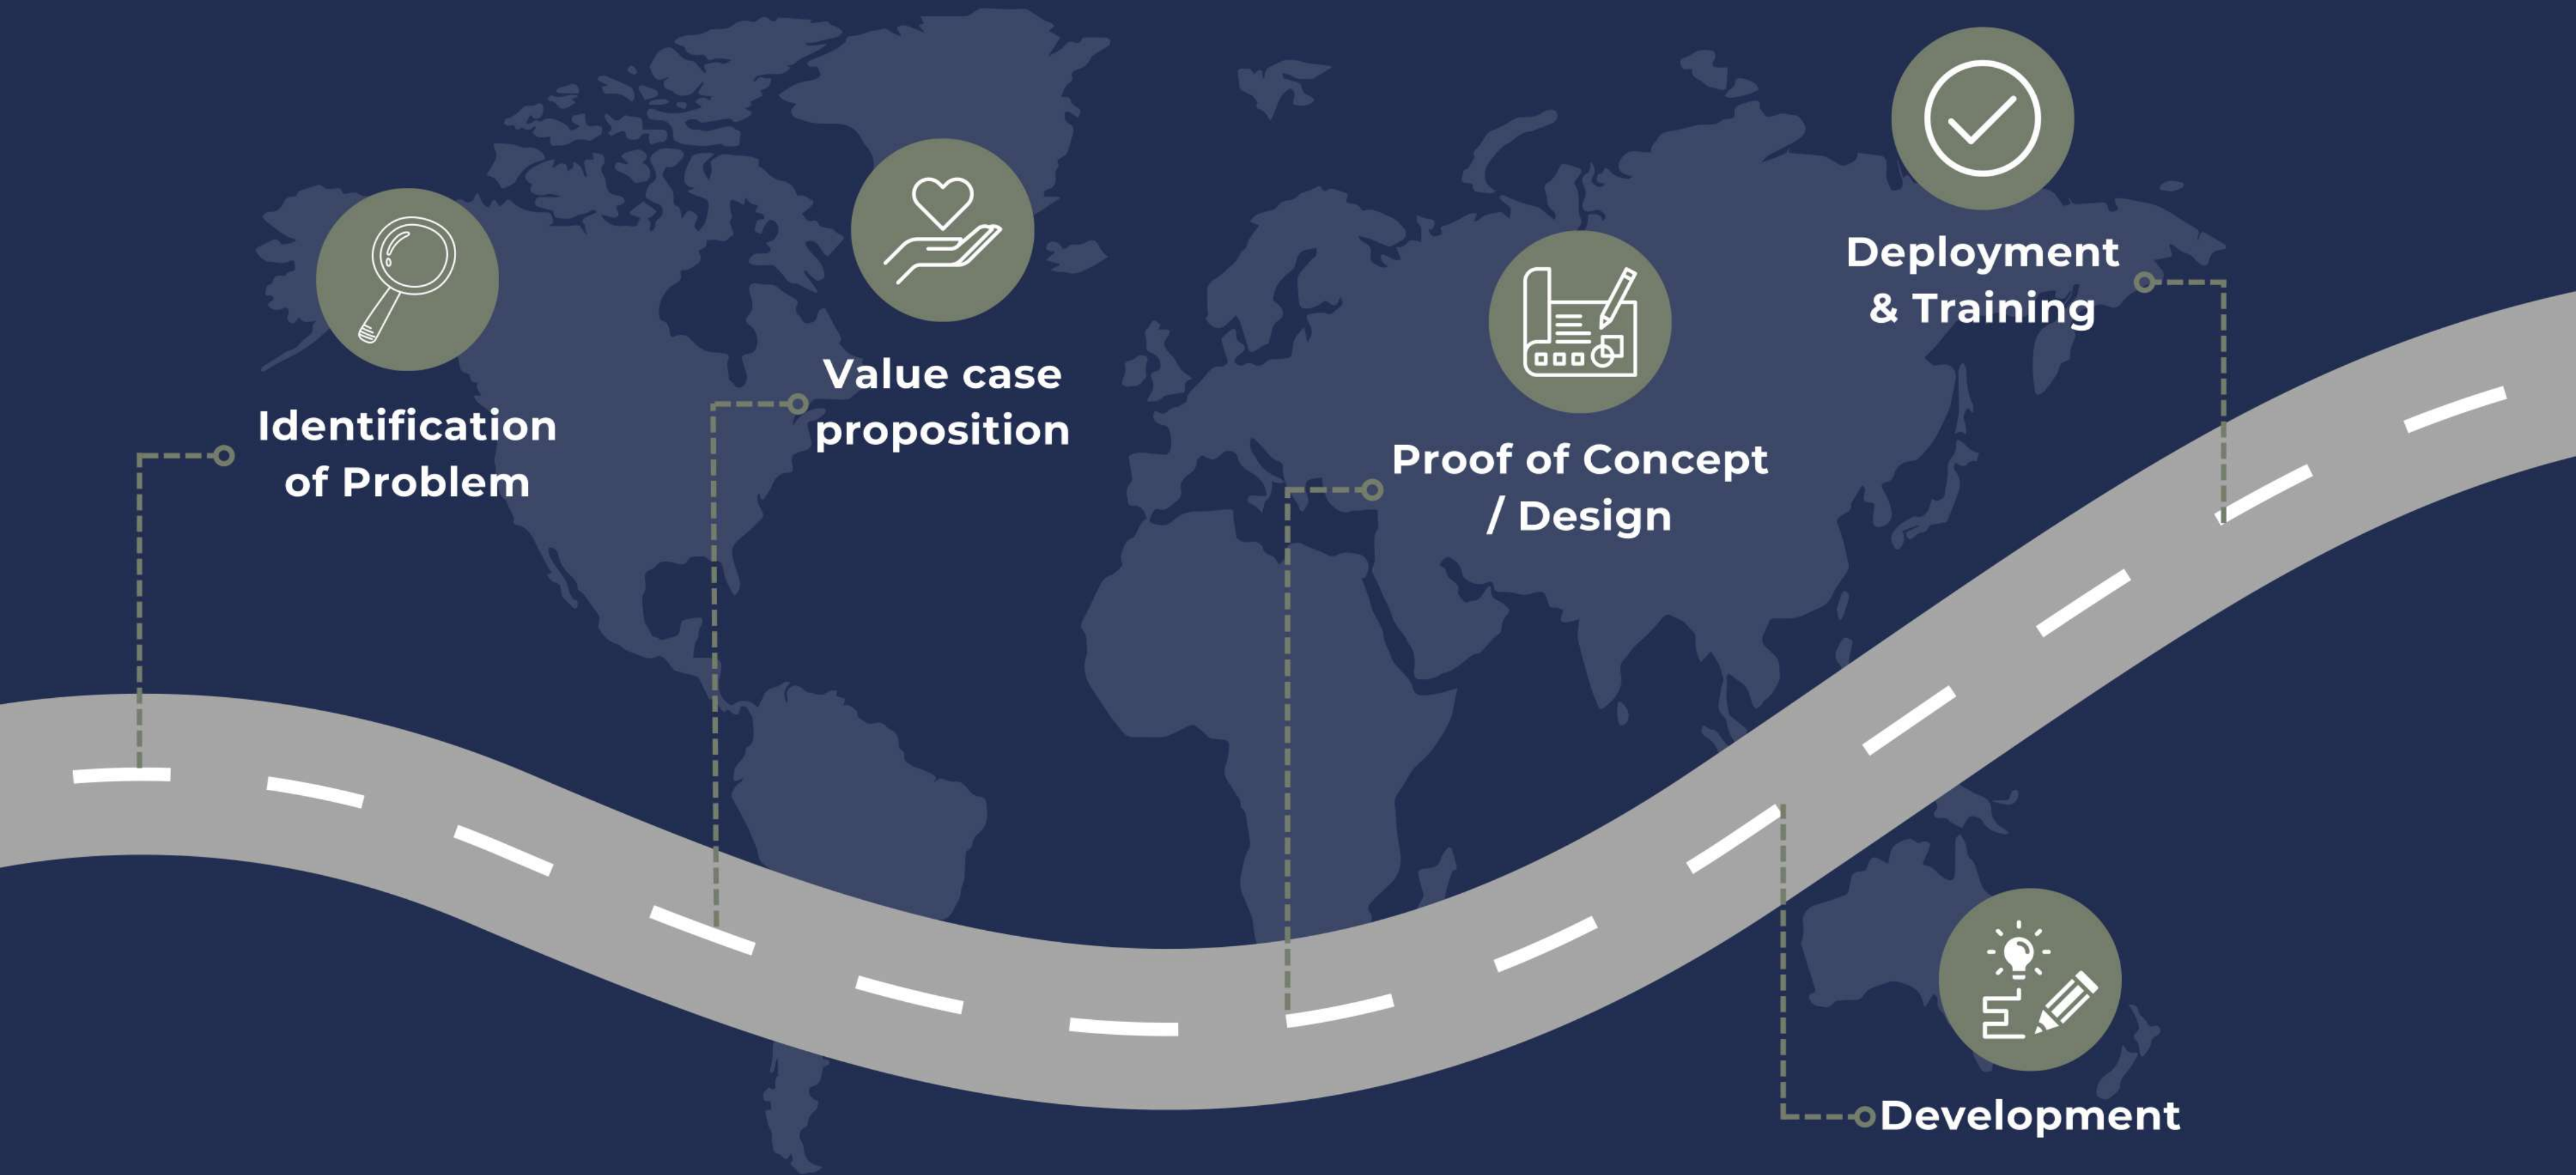 Identification
of Problem
Value case
proposition
Proof of Concept
/ Design
Development
Deployment
& Training